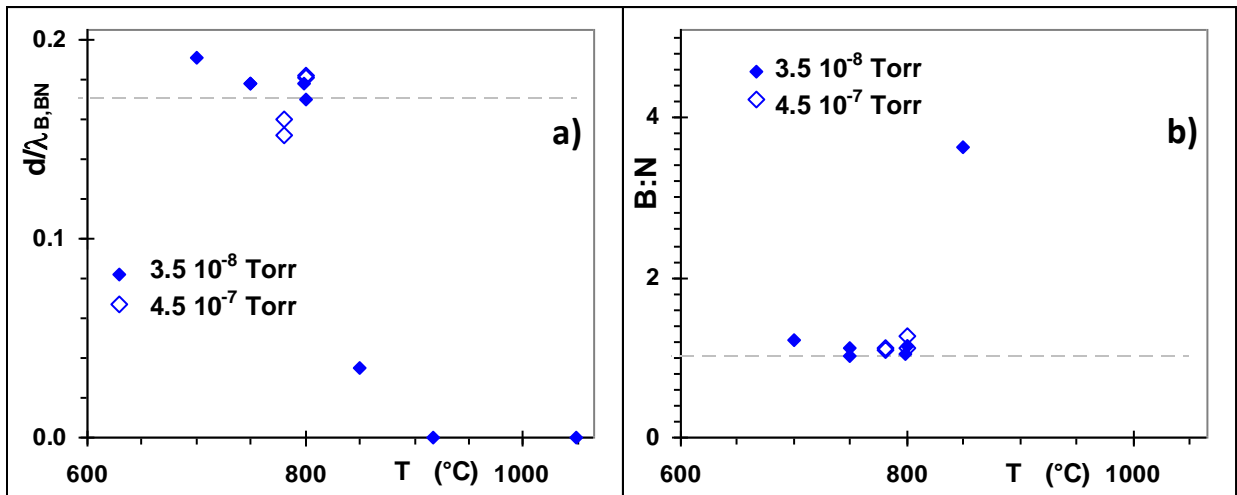 0.2
0.1
0.0
d/λB,BN
a)
3.5 10-8 Torr
4.5 10-7 Torr
600
800
T (°C)
1000
3.5 10-8 Torr
4.5 10-7 Torr
b)
4
2
0
B:N
600
800
T (°C)
1000